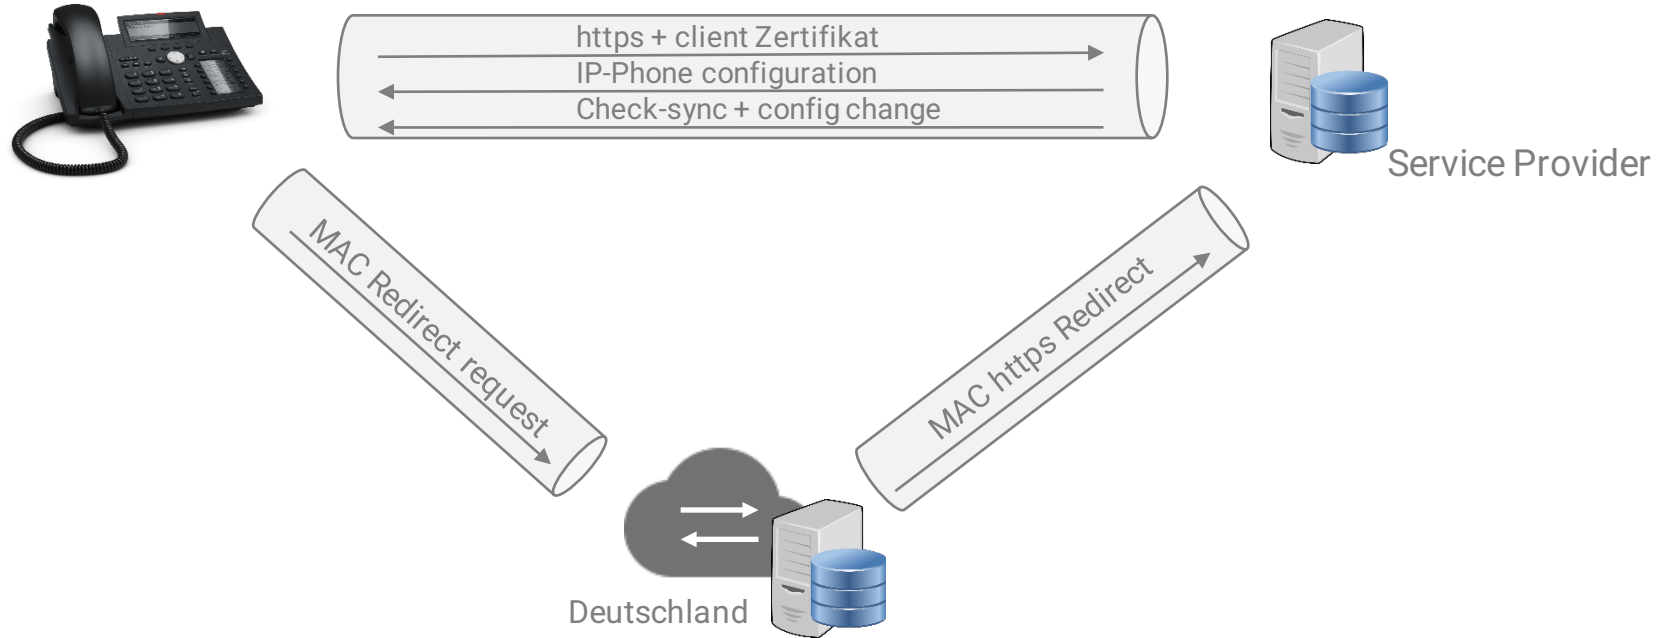 https + client Zertifikat
IP-Phone configuration
Check-sync + config change
Service Provider
MAC Redirect request
MAC https Redirect
Deutschland